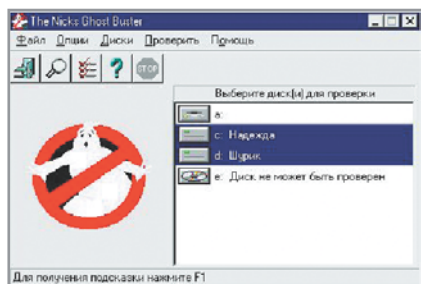 The Nicks Ghost Buster
Файл Опции Диски Проверить Помощь
STOP
Выберите диск(и) для проверки
a:
c: Надежда
d: Шурик
e: Диск не может быть проверен
Для получения подсказки нажмите F1